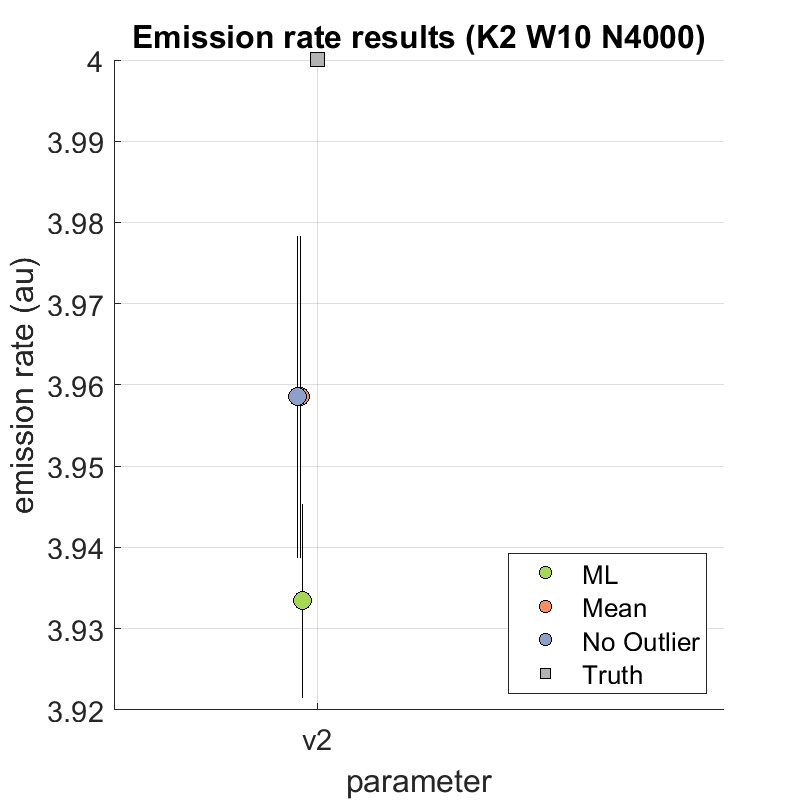 Emission rate results (K2 W10 N4000)
4
3.99
3.98
3.97
3.96
3.95
3.94
3.93
3.92
emission rate (au)
ML
Mean
No Outlier
Truth
v2
parameter